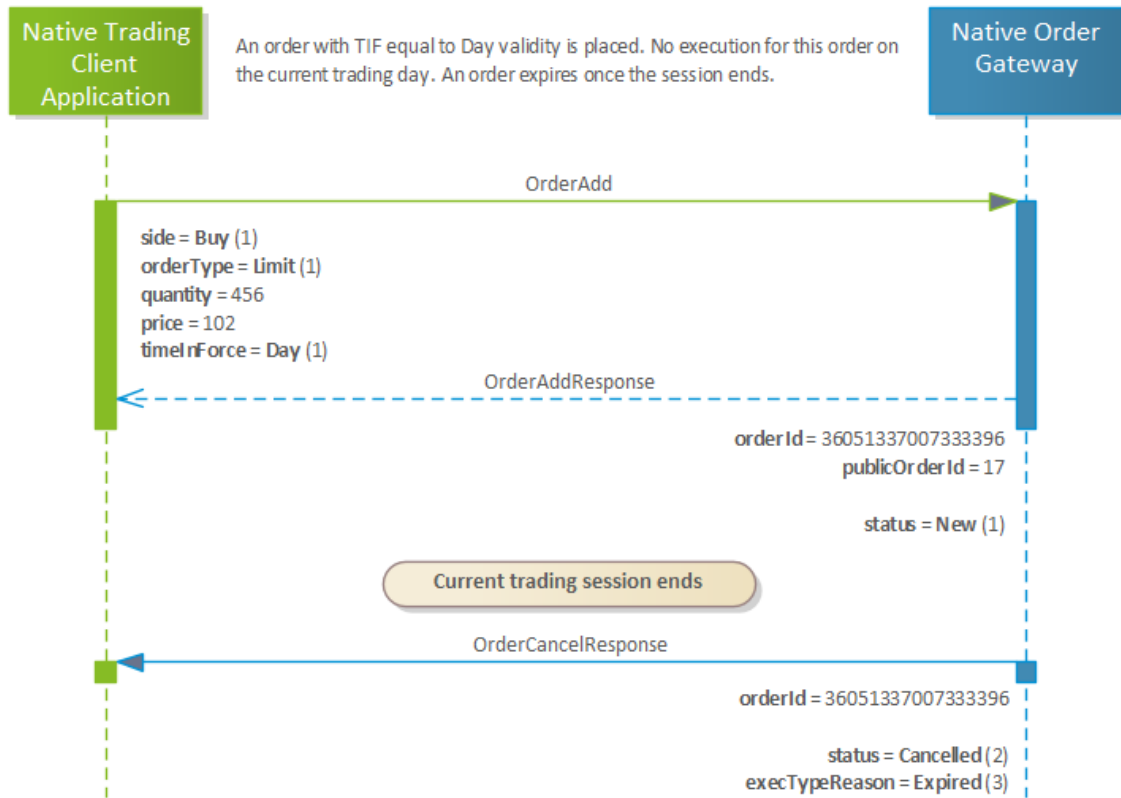 Native Trading
Client
Application
An order with TIF equal to Day validity is placed. No execution for this order on
the current trading day. An order expires once the session ends.
Native Order
Gateway
OrderAdd
side = Buy (1)
orderType = Limit (1)
quantity = 456
price = 102
timeInForce = Day (1)
OrderAddResponse
orderId = 36051337007333396
publicOrderId = 17
status = New (1)
Current trading session ends
OrderCancelResponse
orderId = 36051337007333396
status = Cancelled (2)
execTypeReason = Expired (3)